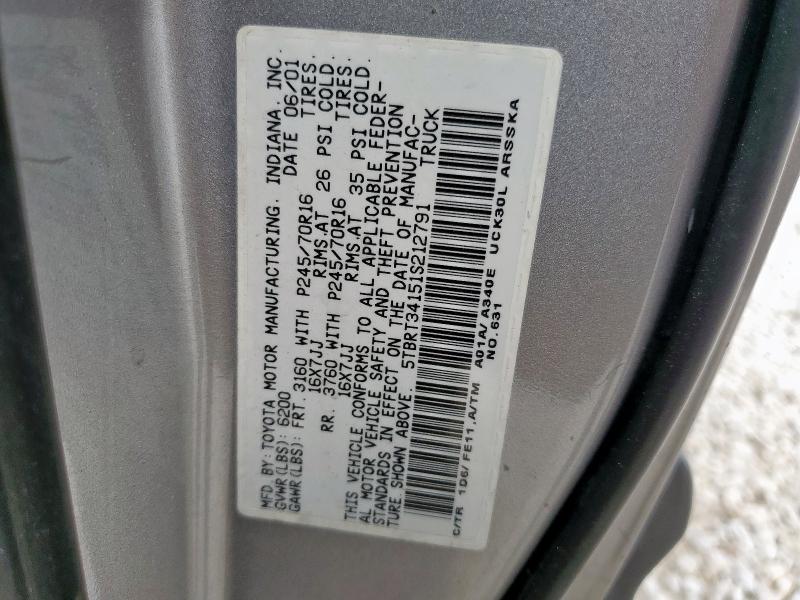 MFD.BY:TOYOTA MOTOR MANUFACTURING, INDIANA, INC.
GVWR(LBS): 6200 DATE 06/01
GAWR(LBS): FRT. 3160 WITH P245/70R16 TIRES.
16X7JJ RIMS.AT 26 PSI COLD.
RR. 3760 WITH P245/70R16 TIRES.
16X7JJ RIMS.AT 35 PSI COLD.
THIS VEHICLE CONFORMS TO ALL APPLICABLE FEDER-
AL MOTOR VEHICLE SAFETY AND THEFT PREVENTION
STANDARDS IN EFFECT ON THE DATE OF MANUFAC-
TURE SHOWN ABOVE. 5TBRT34151S212791 TRUCK
C/TR 1D6/ FE11,A/TM A01A/ A340E UCK30L ARSSKA
NO.631